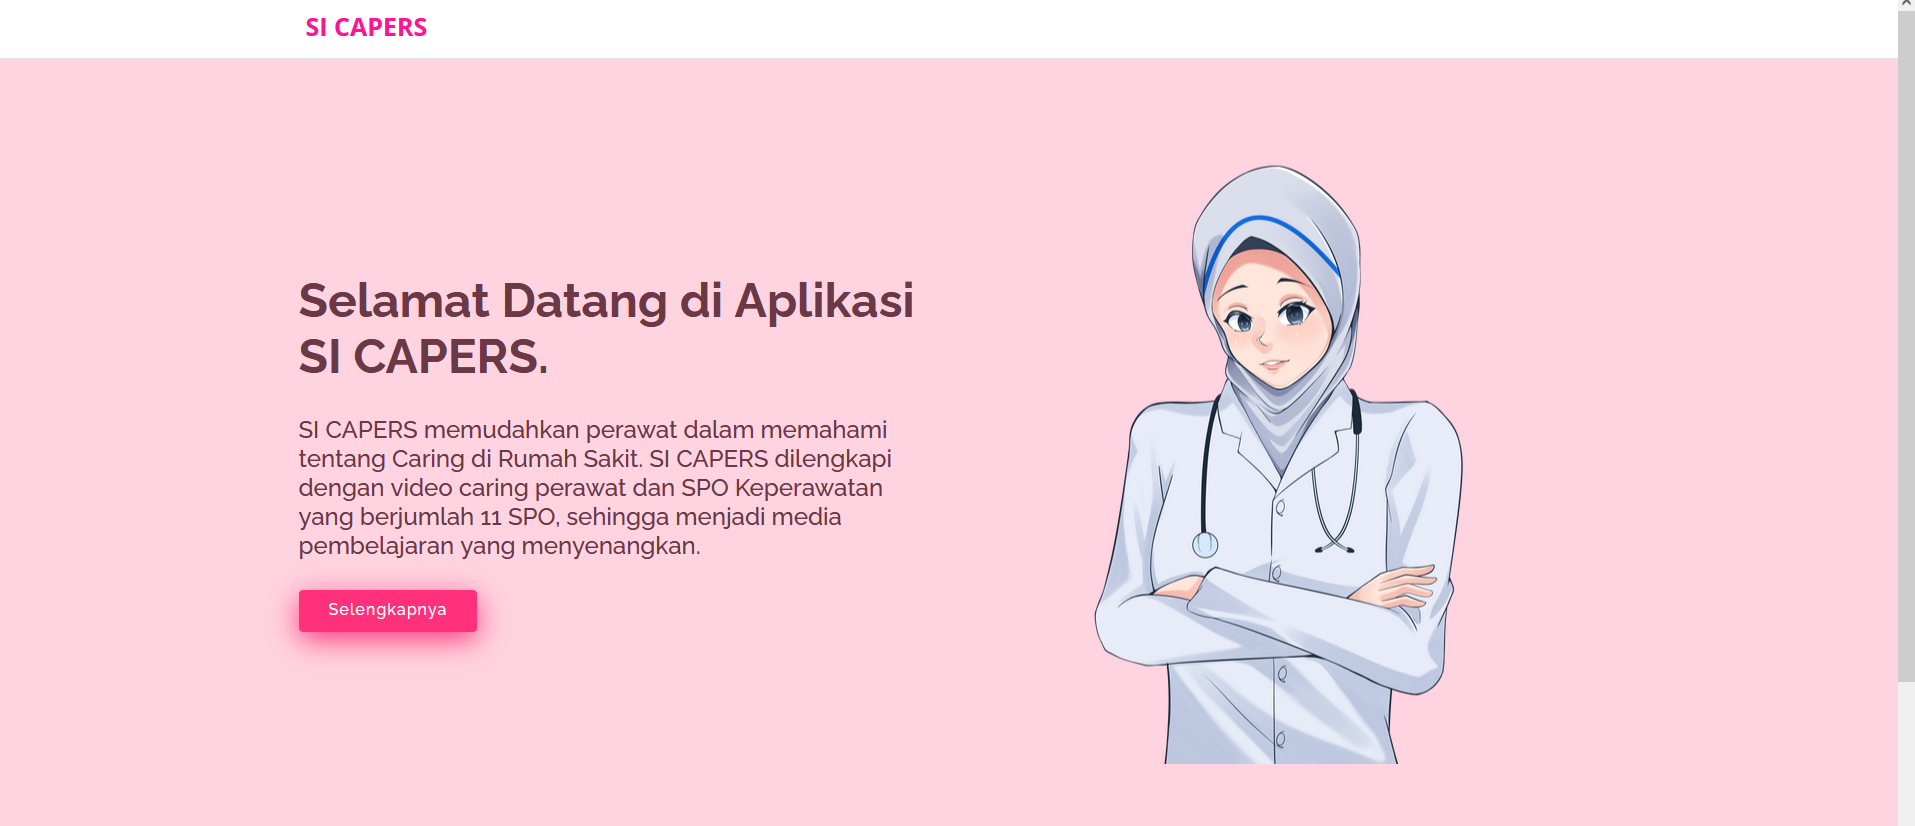 SI CAPERS
Selamat Datang di Aplikasi
SI CAPERS.
SI CAPERS memudahkan perawat dalam memahami
tentang Caring di Rumah Sakit. SI CAPERS dilengkapi
dengan video caring perawat dan SPO Keperawatan
yang berjumlah 11 SPO, sehingga menjadi media
pembelajaran yang menyenangkan.
Selengkapnya